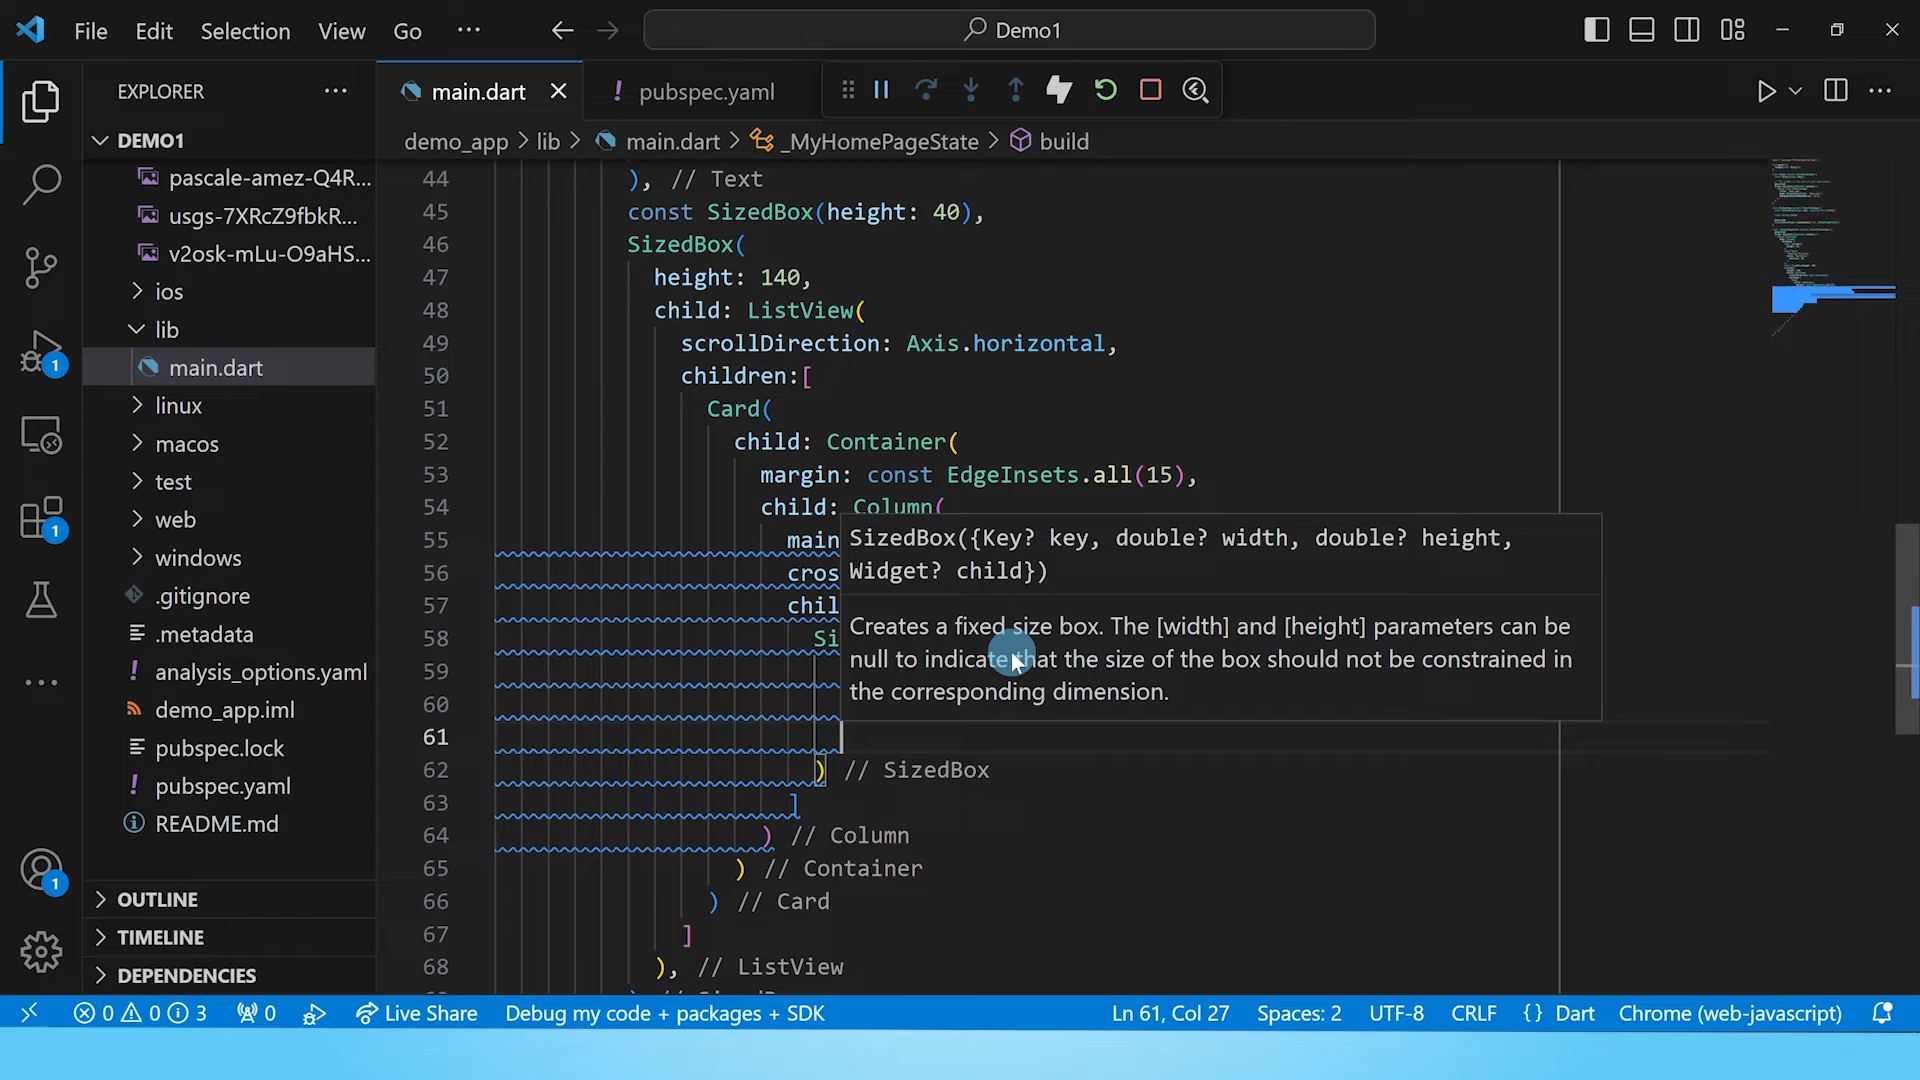 File Edit Selection View Go ··· Demo1
EXPLORER ···
DEMO1
pascale-amez-Q4R...
usgs-7XRcZ9fbkR...
v2osk-mLu-O9aHS...
ios
lib
main.dart
linux
macos
test
web
windows
.gitignore
.metadata
analysis_options.yaml
demo_app.iml
pubspec.lock
pubspec.yaml
README.md
OUTLINE
TIMELINE
DEPENDENCIES
1
1
1
main.dart
! pubspec.yaml
demo_app > lib > main.dart > _MyHomePageState > build
44 ), // Text
45 const SizedBox(height: 40),
46 SizedBox(
47 height: 140,
48 child: ListView(
49 scrollDirection: Axis.horizontal,
50 children:[
51 Card(
52 child: Container(
53 margin: const EdgeInsets.all(15),
54 child: Column(
55 main
56 cros
57 chil
58 Si
59
60
61
62 ) // SizedBox
63 ]
64 ) // Column
65 ) // Container
66 ) // Card
67 ]
68 ), // ListView
SizedBox({Key? key, double? width, double? height,
Widget? child})
Creates a fixed size box. The [width] and [height] parameters can be
null to indicate that the size of the box should not be constrained in
the corresponding dimension.
0 0 3 0 Live Share Debug my code + packages + SDK Ln 61, Col 27 Spaces: 2 UTF-8 CRLF {} Dart Chrome (web-javascript)